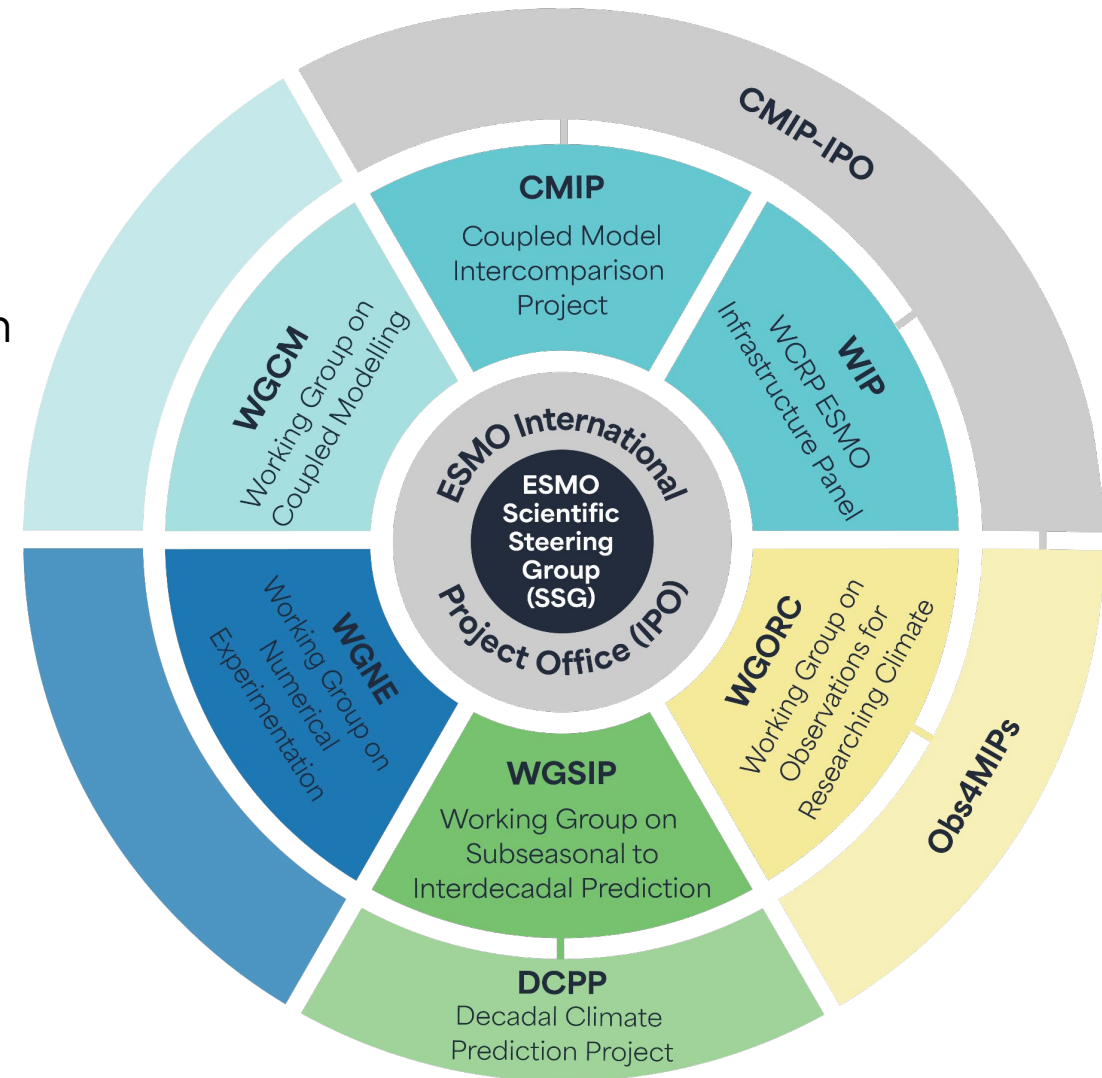 CMIP-IPO
CMIP
Coupled Model
Intercomparison
Project
WIP
WCRP ESMO
Infrastructure Panel
WGCM
Working Group on
Coupled Modelling
n
ESMO International
Project Office (IPO)
ESMO
Scientific
Steering
Group
(SSG)
WGNE
Working Group on
Numerical
Experimentation
WGORC
Working Group on
Observations for
Researching Climate
Obs4MIPs
WGSIP
Working Group on
Subseasonal to
Interdecadal Prediction
DCPP
Decadal Climate
Prediction Project